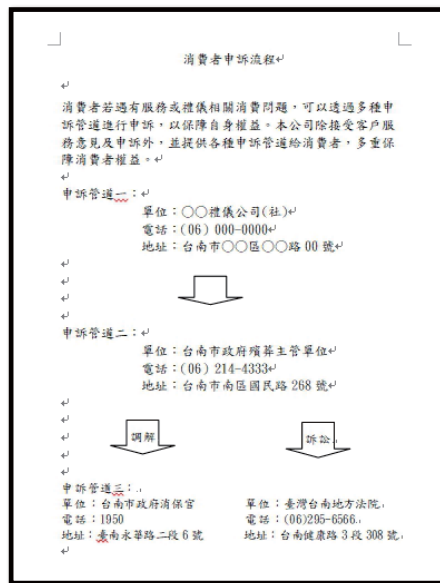 消費者申訴流程
消費者若遇有服務或禮儀相關消費問題，可以透過多種申
訴管道進行申訴，以保障自身權益。本公司除接受客戶服
務意見及申訴外，並提供各種申訴管道給消費者，多重保
障消費者權益。
申訴管道一：
單位：○○禮儀公司(社)
電話：(06) 000-0000
地址：台南市○○區○○路 00 號
申訴管道二：
單位：台南市政府殯葬主管單位
電話：(06) 214-4333
地址：台南市南區國民路 268 號
調解
訴訟
申訴管道三：
單位：台南市政府消保官
電話：1950
地址：臺南永華路二段 6 號
單位：臺灣台南地方法院
電話：(06)295-6566
地址：台南健康路 3 段 308 號